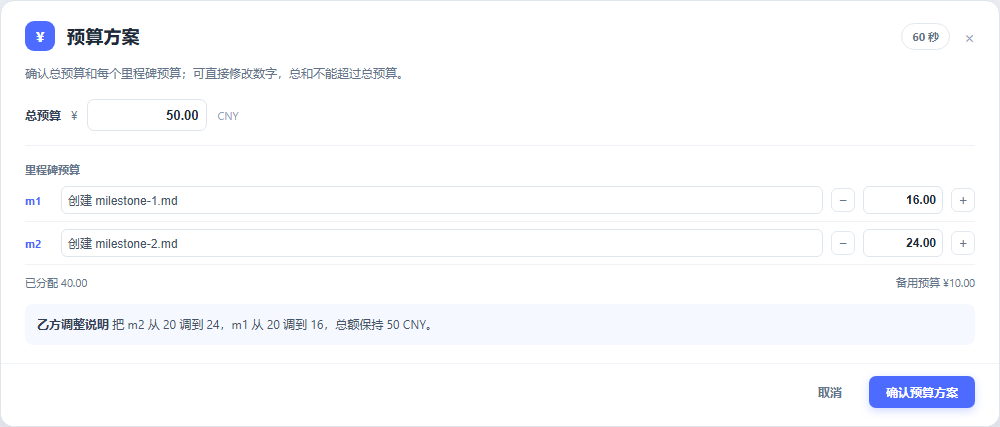 ¥ 预算方案 60 秒 ×
确认总预算和每个里程碑预算；可直接修改数字，总和不能超过总预算。
总预算 ¥ 50.00 CNY
里程碑预算
m1 创建 milestone-1.md − 16.00 +
m2 创建 milestone-2.md − 24.00 +
已分配 40.00 备用预算 ¥10.00
乙方调整说明 把 m2 从 20 调到 24，m1 从 20 调到 16，总额保持 50 CNY。
取消 确认预算方案